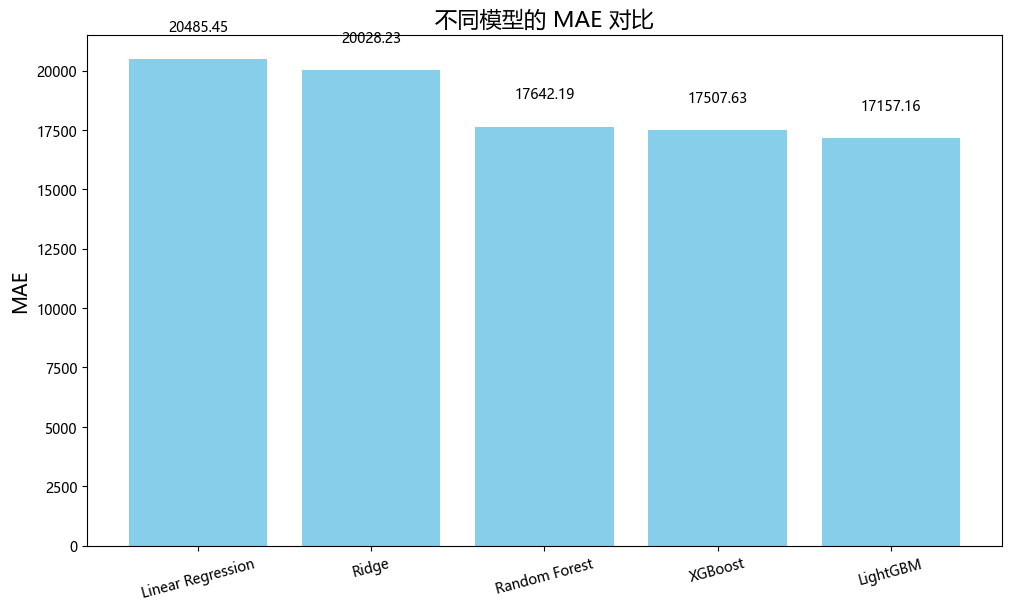 不同模型的 MAE 对比
20485.45
20028.23
17642.19
17507.63
17157.16
MAE
20000
17500
15000
12500
10000
7500
5000
2500
0
Linear Regression
Ridge
Random Forest
XGBoost
LightGBM